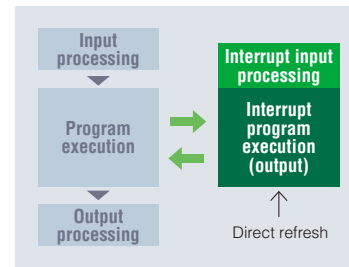 Input
processing
Program
execution
Output
processing
Interrupt input
processing
Interrupt
program
execution
(output)
Direct refresh